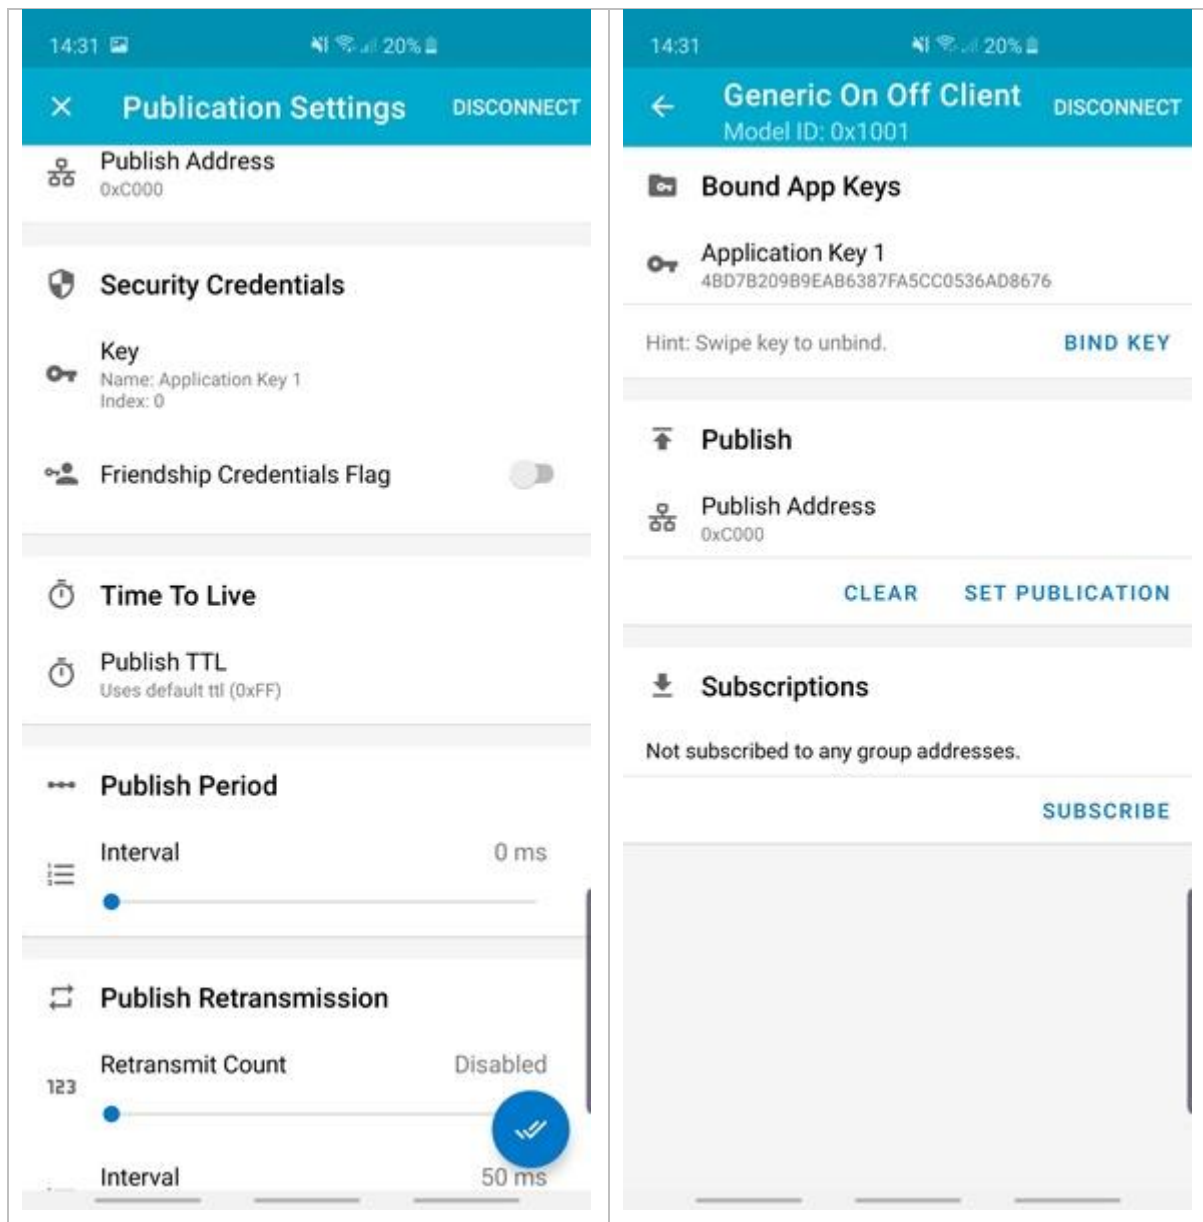 14:31 20%
Publication Settings DISCONNECT
Publish Address
0xC000
Security Credentials
Key
Name: Application Key 1
Index: 0
Friendship Credentials Flag
Time To Live
Publish TTL
Uses default ttl (0xFF)
Publish Period
Interval 0 ms
Publish Retransmission
Retransmit Count Disabled
123
Interval 50 ms
14:31 20%
Generic On Off Client DISCONNECT
Model ID: 0x1001
Bound App Keys
Application Key 1
4BD7B209B9EAB6387FA5CC0536AD8676
Hint: Swipe key to unbind. BIND KEY
Publish
Publish Address
0xC000
CLEAR SET PUBLICATION
Subscriptions
Not subscribed to any group addresses.
SUBSCRIBE